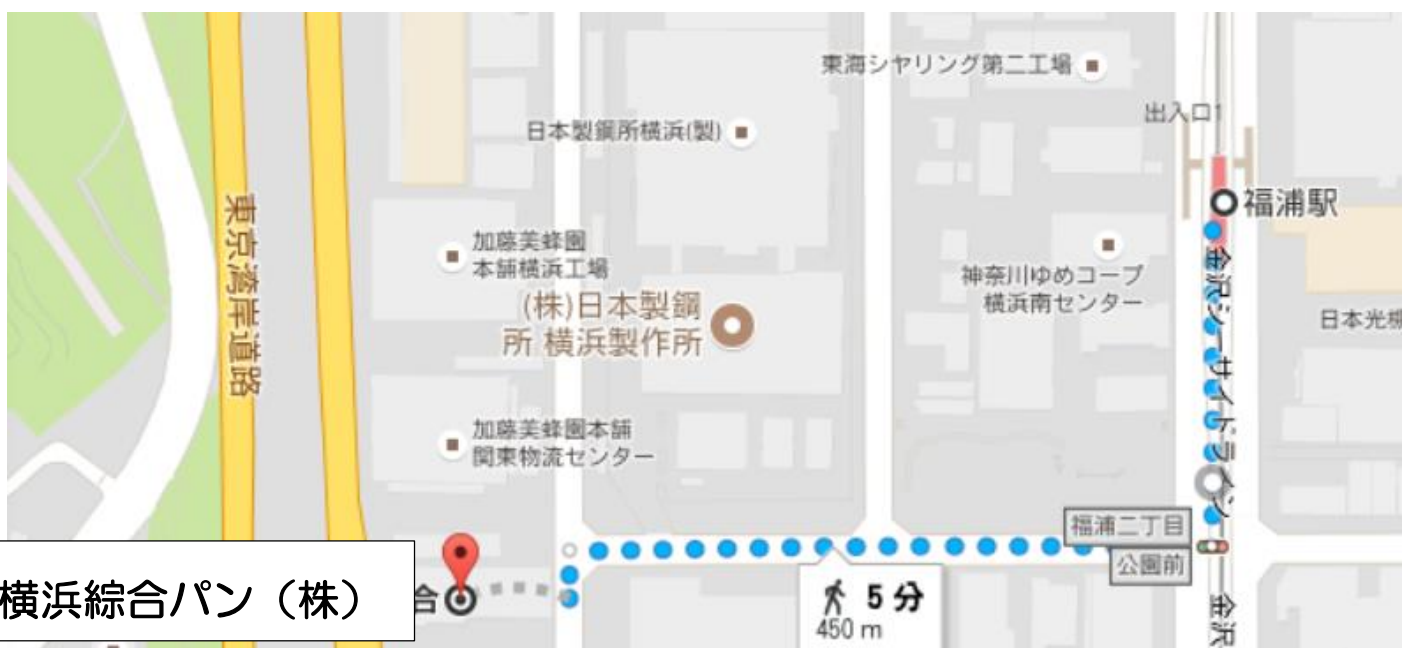 東海シヤリング第二工場
出入口1
日本製鋼所横浜(製)
福浦駅
東京湾岸道路
加藤美蜂園
本舗横浜工場
神奈川ゆめコープ
横浜南センター
金沢シーサイドライン
(株)日本製鋼
所 横浜製作所
日本光
加藤美蜂園本舗
関東物流センター
福浦二丁目
公園前
横浜綜合パン（株）
合
5 分
450 m
金沢